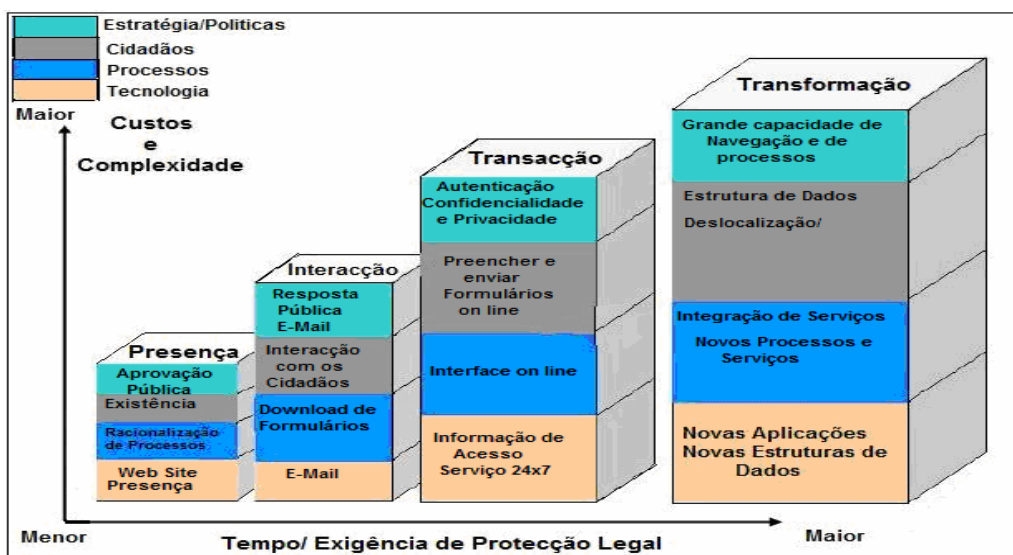 Estratégia/Politicas
Cidadãos
Processos
Tecnologia
Maior
Custos
e
Complexidade
Presença
Aprovação
Pública
Existência
Racionalização
de Processos
Web Site
Presença
Interacção
Resposta
Pública
E-Mail
Interacção
com os
Cidadãos
Download de
Formulários
E-Mail
Transacção
Autenticação
Confidencialidade
e Privacidade
Preencher e
enviar
Formulários
on line
Interface on line
Informação de
Acesso
Serviço 24x7
Transformação
Grande capacidade de
Navegação e de
processos
Estrutura de Dados
Deslocalização/
Integração de Serviços
Novos Processos e
Serviços
Novas Aplicações
Novas Estruturas de
Dados
Menor
Tempo/ Exigência de Protecção Legal
Maior